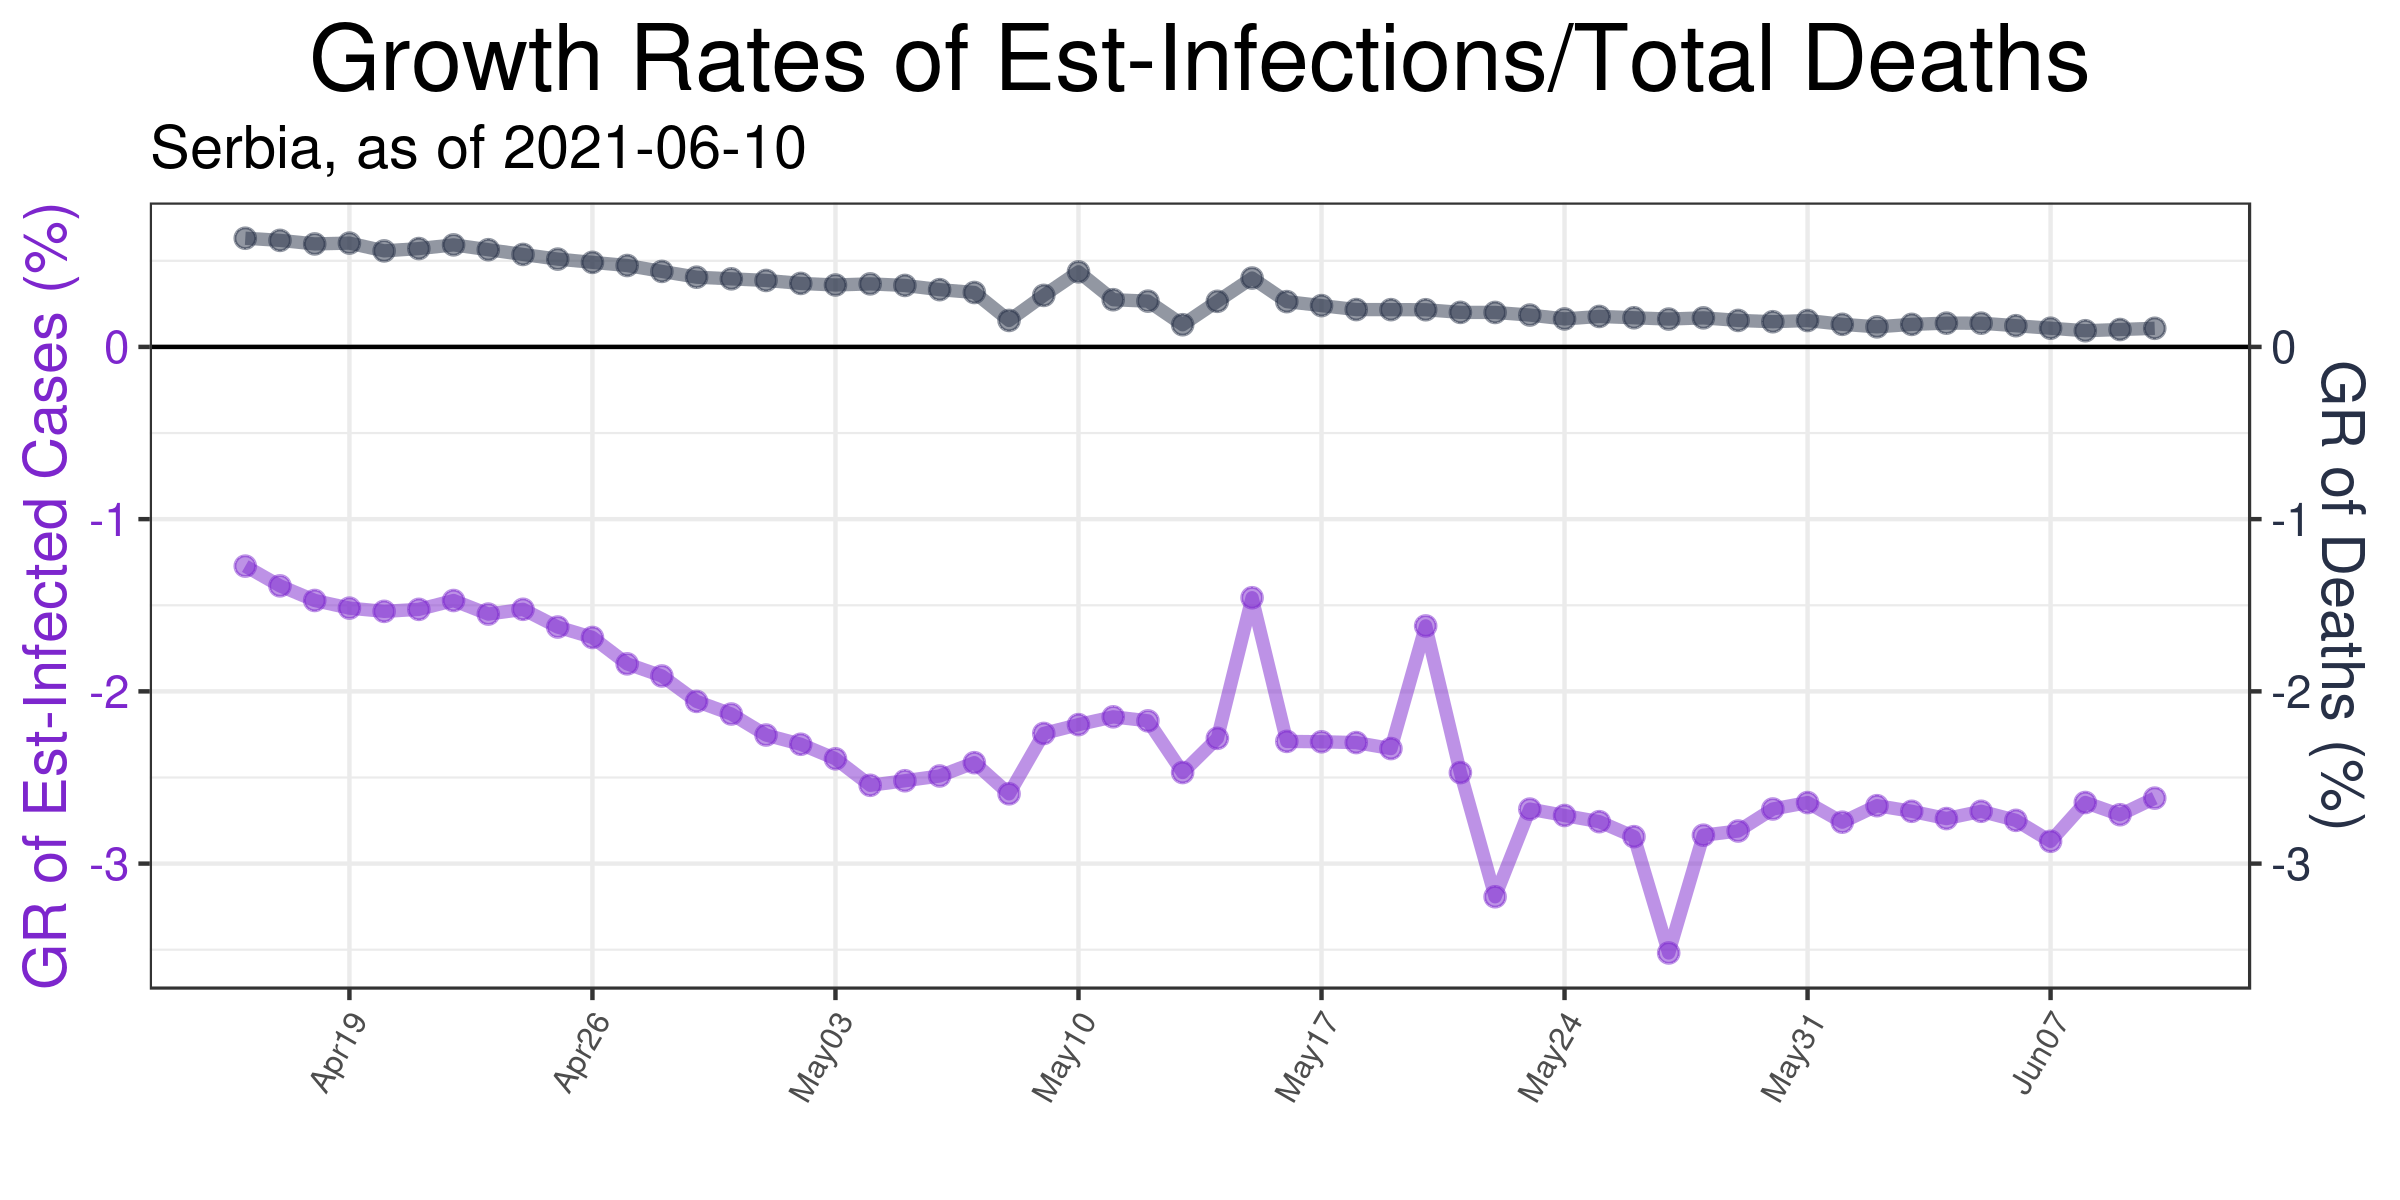 Growth Rates of Est-Infections/Total Deaths
Serbia, as of 2021-06-10
GR of Est-Infected Cases (%)
0
-1
-2
-3
0
-1
-2
-3
GR of Deaths (%)
Apr19
Apr26
May03
May10
May17
May24
May31
Jun07